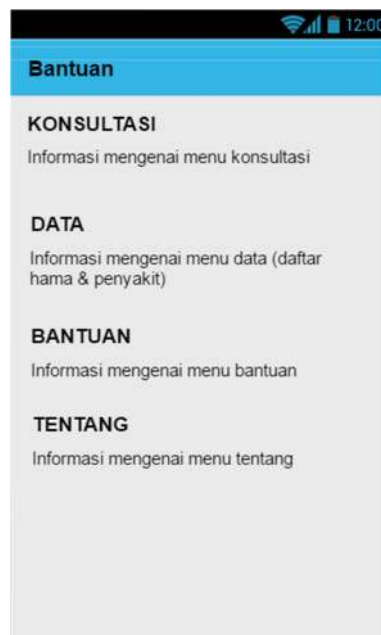 12:00
Bantuan
KONSULTASI
Informasi mengenai menu konsultasi
DATA
Informasi mengenai menu data (daftar
hama & penyakit)
BANTUAN
Informasi mengenai menu bantuan
TENTANG
Informasi mengenai menu tentang